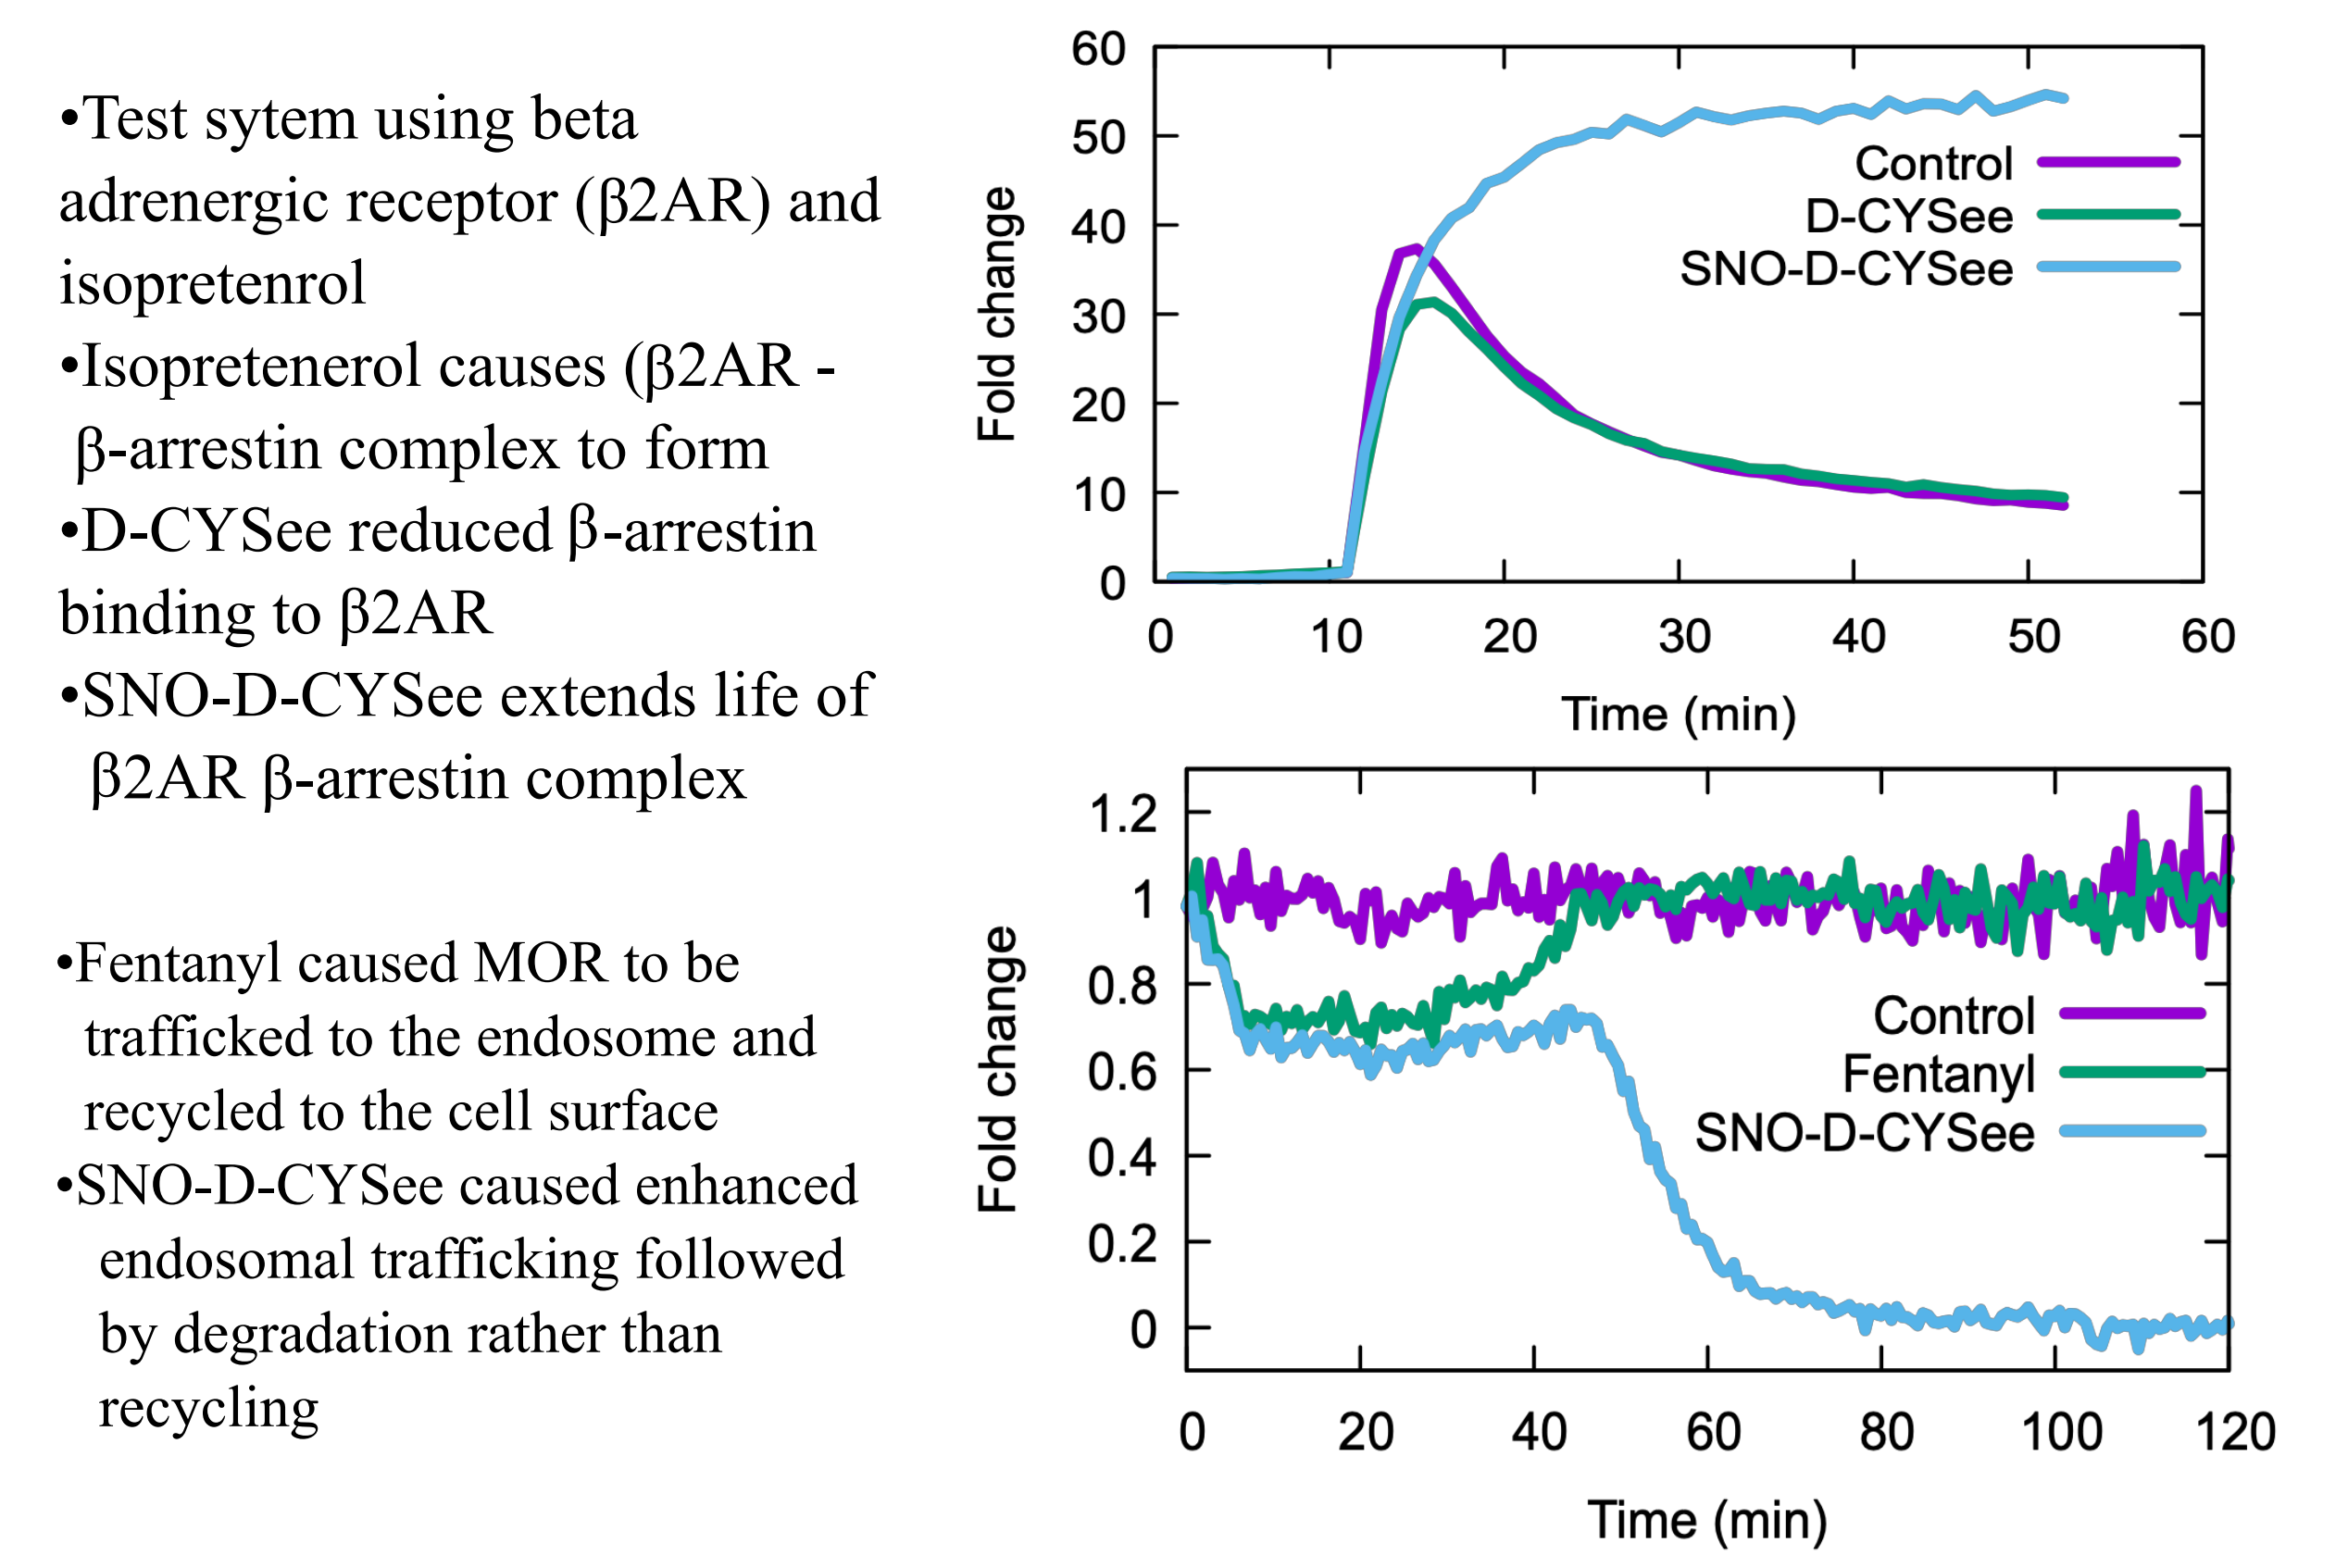 •Test sytem using beta
adrenergic receptor (β2AR) and
isopretenrol
•Isopretenerol causes (β2AR -
β-arrestin complex to form
•D-CYSee reduced β-arrestin
binding to β2AR
•SNO-D-CYSee extends life of
β2AR β-arrestin complex
•Fentanyl caused MOR to be
trafficked to the endosome and
recycled to the cell surface
•SNO-D-CYSee caused enhanced
endosomal trafficking followed
by degradation rather than
recycling
60
50
40
30
20
10
0
Fold change
Control
D-CYSee
SNO-D-CYSee
0 10 20 30 40 50 60
Time (min)
1.2
1
0.8
0.6
0.4
0.2
0
Fold change
Control
Fentanyl
SNO-D-CYSee
0 20 40 60 80 100 120
Time (min)